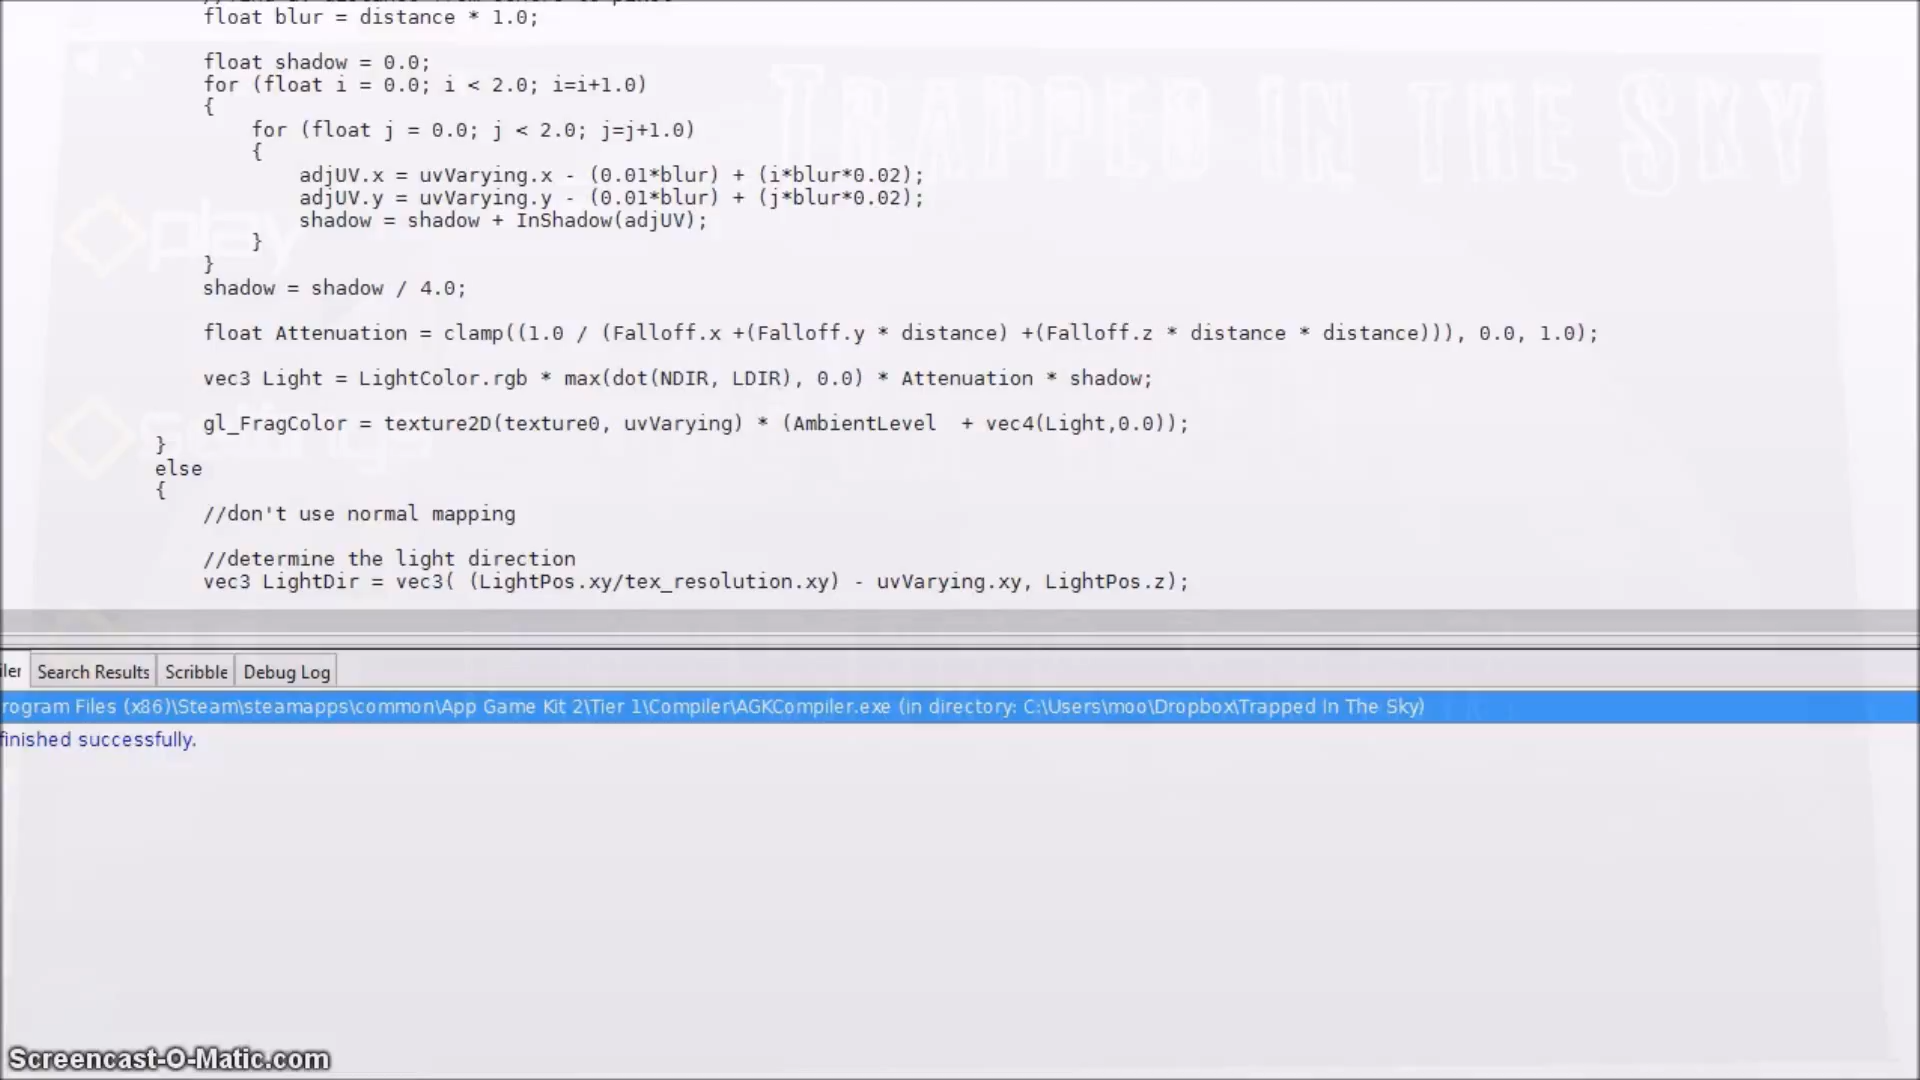 float blur = distance * 1.0;
float shadow = 0.0;
for (float i = 0.0; i < 2.0; i=i+1.0)
{
for (float j = 0.0; j < 2.0; j=j+1.0)
{
adjUV.x = uvVarying.x - (0.01*blur) + (i*blur*0.02);
adjUV.y = uvVarying.y - (0.01*blur) + (j*blur*0.02);
shadow = shadow + InShadow(adjUV);
}
}
shadow = shadow / 4.0;
float Attenuation = clamp((1.0 / (Falloff.x +(Falloff.y * distance) +(Falloff.z * distance * distance))), 0.0, 1.0);
vec3 Light = LightColor.rgb * max(dot(NDIR, LDIR), 0.0) * Attenuation * shadow;
gl_FragColor = texture2D(texture0, uvVarying) * (AmbientLevel  + vec4(Light,0.0));
}
else
{
//don't use normal mapping
//determine the light direction
vec3 LightDir = vec3( (LightPos.xy/tex_resolution.xy) - uvVarying.xy, LightPos.z);
Trapped In the Sky
play
settings
iler Search Results Scribble Debug Log
rogram Files (x86)\Steam\steamapps\common\App Game Kit 2\Tier 1\Compiler\AGKCompiler.exe (in directory: C:\Users\moo\Dropbox\Trapped In The Sky)
finished successfully.
Screencast-O-Matic.com